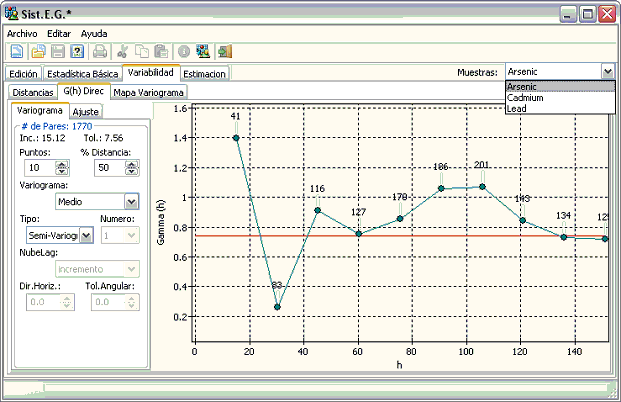 Sist.E.G.*
Archivo Editar Ayuda
Edición Estadística Básica Variabilidad Estimacion Muestras: Arsenic
Arsenic
Cadmium
Lead
Distancias G(h) Direc Mapa Variograma
Variograma Ajuste
# de Pares: 1770
Inc.: 15.12 Tol.: 7.56
Puntos: % Distancia:
10 50
Variograma:
Medio
Tipo: Numero:
Semi-Variog 1
NubeLag:
incremento
Dir.Horiz.: Tol.Angular:
0.0 0.0
Gamma (h)
1.6
1.4
1.2
1
0.8
0.6
0.4
0.2
41
83
116
127
170
186
201
143
134
0 20 40 60 80 100 120 140
h